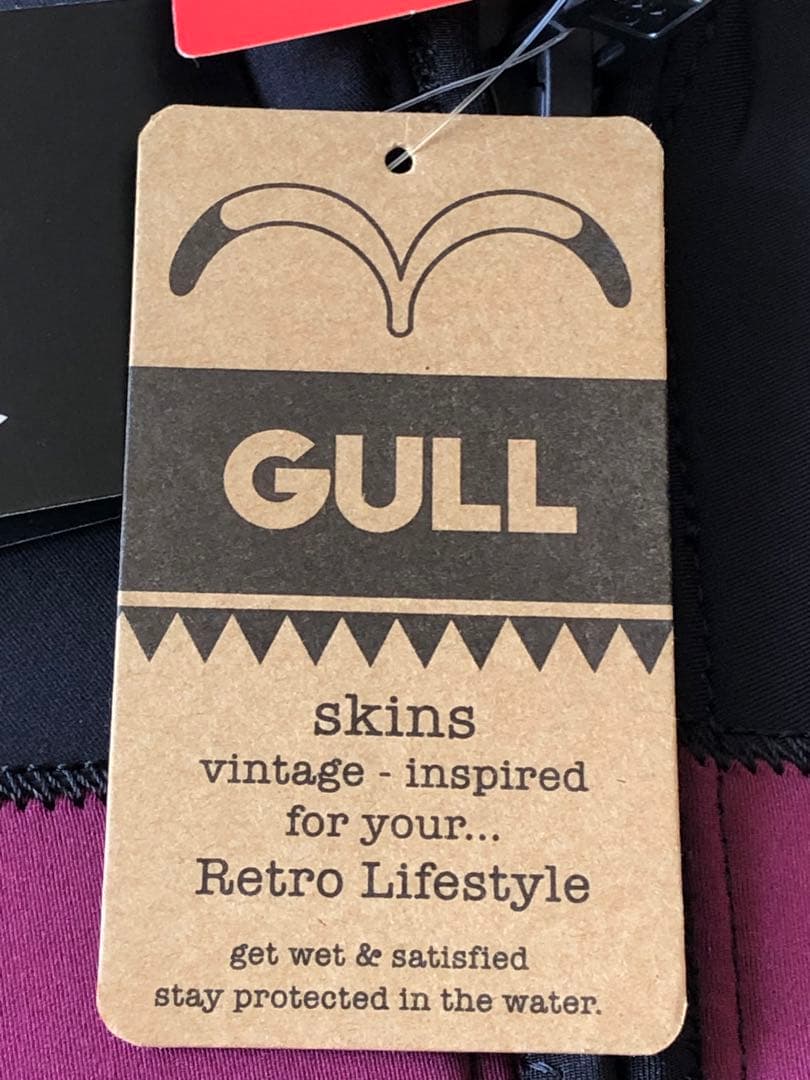 GULL
skins
vintage - inspired
for your...
Retro Lifestyle
get wet & satisfied
stay protected in the water.